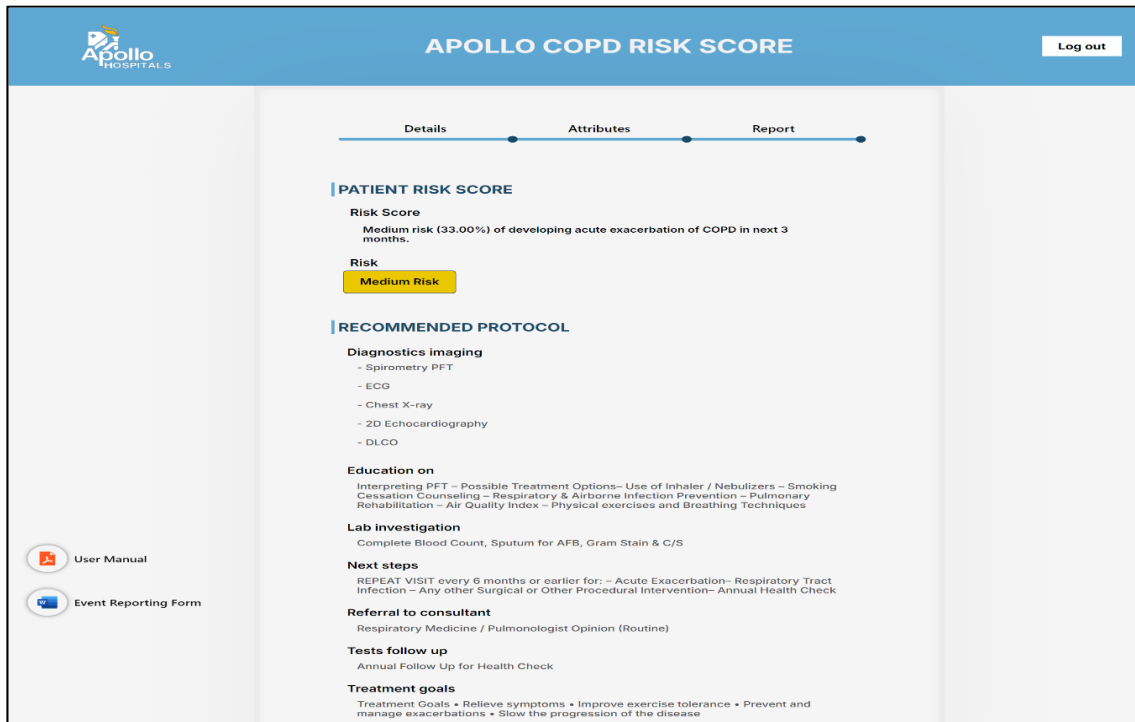 Apollo
HOSPITALS
APOLLO COPD RISK SCORE
Log out
Details
Attributes
Report
PATIENT RISK SCORE
Risk Score
Medium risk (33.00%) of developing acute exacerbation of COPD in next 3
months.
Risk
Medium Risk
RECOMMENDED PROTOCOL
Diagnostics imaging
- Spirometry PFT
- ECG
- Chest X-ray
- 2D Echocardiography
- DLCO
Education on
Interpreting PFT – Possible Treatment Options– Use of Inhaler / Nebulizers – Smoking
Cessation Counseling – Respiratory & Airborne Infection Prevention – Pulmonary
Rehabilitation – Air Quality Index – Physical exercises and Breathing Techniques
Lab investigation
Complete Blood Count, Sputum for AFB, Gram Stain & C/S
Next steps
REPEAT VISIT every 6 months or earlier for: – Acute Exacerbation– Respiratory Tract
Infection – Any other Surgical or Other Procedural Intervention– Annual Health Check
Referral to consultant
Respiratory Medicine / Pulmonologist Opinion (Routine)
Tests follow up
Annual Follow Up for Health Check
Treatment goals
Treatment Goals • Relieve symptoms • Improve exercise tolerance • Prevent and
manage exacerbations • Slow the progression of the disease
User Manual
W
Event Reporting Form